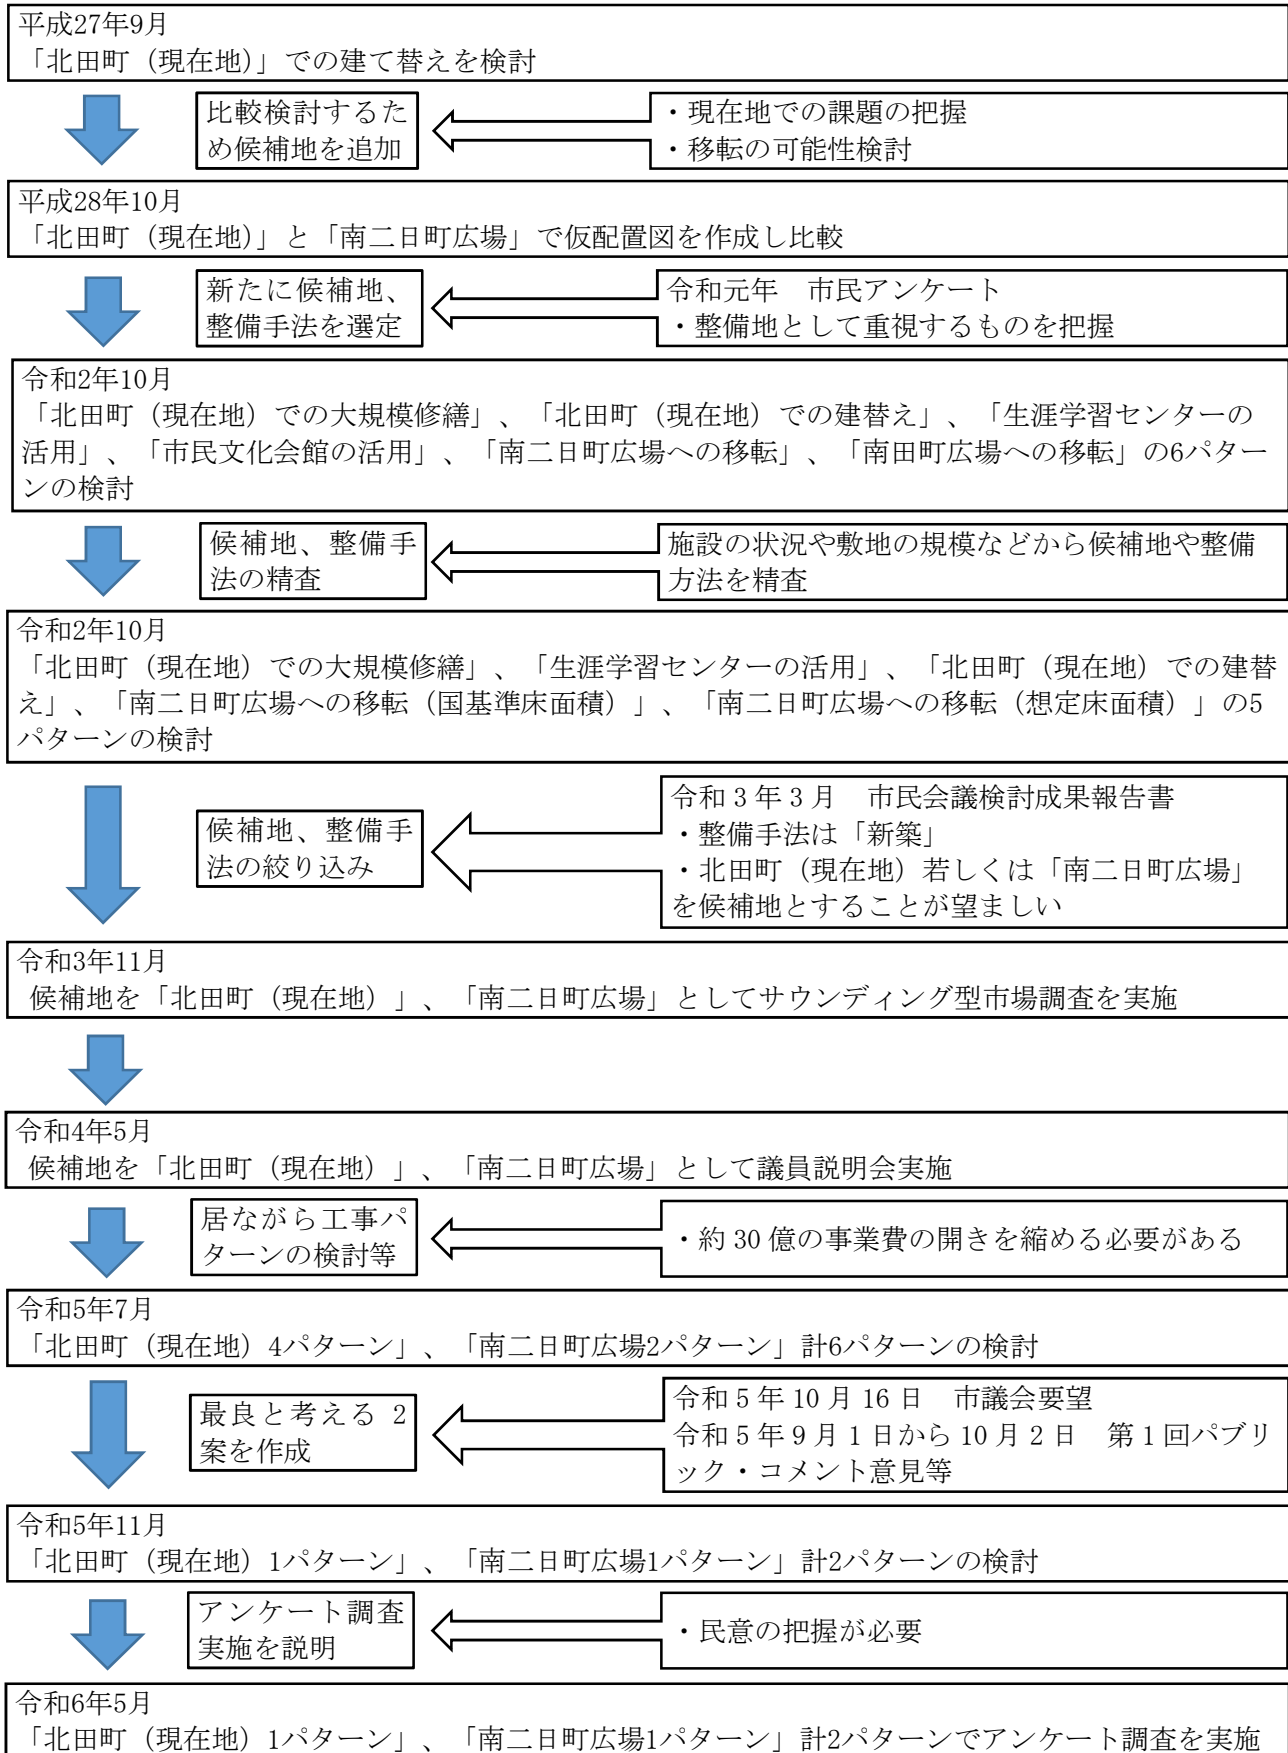 平成27年9月
「北田町（現在地）」での建て替えを検討
比較検討するた
め候補地を追加
・現在地での課題の把握
・移転の可能性検討
平成28年10月
「北田町（現在地）」と「南二日町広場」で仮配置図を作成し比較
新たに候補地、
整備手法を選定
令和元年　市民アンケート
・整備地として重視するものを把握
令和2年10月
「北田町（現在地）での大規模修繕」、「北田町（現在地）での建替え」、「生涯学習センターの
活用」、「市民文化会館の活用」、「南二日町広場への移転」、「南田町広場への移転」の6パター
ンの検討
候補地、整備手
法の精査
施設の状況や敷地の規模などから候補地や整備
方法を精査
令和2年10月
「北田町（現在地）での大規模修繕」、「生涯学習センターの活用」、「北田町（現在地）での建替
え」、「南二日町広場への移転（国基準床面積）」、「南二日町広場への移転（想定床面積）」の5
パターンの検討
候補地、整備手
法の絞り込み
令和３年３月　市民会議検討成果報告書
・整備手法は「新築」
・北田町（現在地）若しくは「南二日町広場」
を候補地とすることが望ましい
令和3年11月
候補地を「北田町（現在地）」、「南二日町広場」としてサウンディング型市場調査を実施
令和4年5月
候補地を「北田町（現在地）」、「南二日町広場」として議員説明会実施
居ながら工事パ
ターンの検討等
・約 30 億の事業費の開きを縮める必要がある
令和5年7月
「北田町（現在地）4パターン」、「南二日町広場2パターン」計6パターンの検討
最良と考える 2
案を作成
令和 5 年 10 月 16 日　市議会要望
令和 5 年 9 月 1 日から 10 月 2 日　第 1 回パブリ
ック・コメント意見等
令和5年11月
「北田町（現在地）1パターン」、「南二日町広場1パターン」計2パターンの検討
アンケート調査
実施を説明
・民意の把握が必要
令和6年5月
「北田町（現在地）1パターン」、「南二日町広場1パターン」計2パターンでアンケート調査を実施